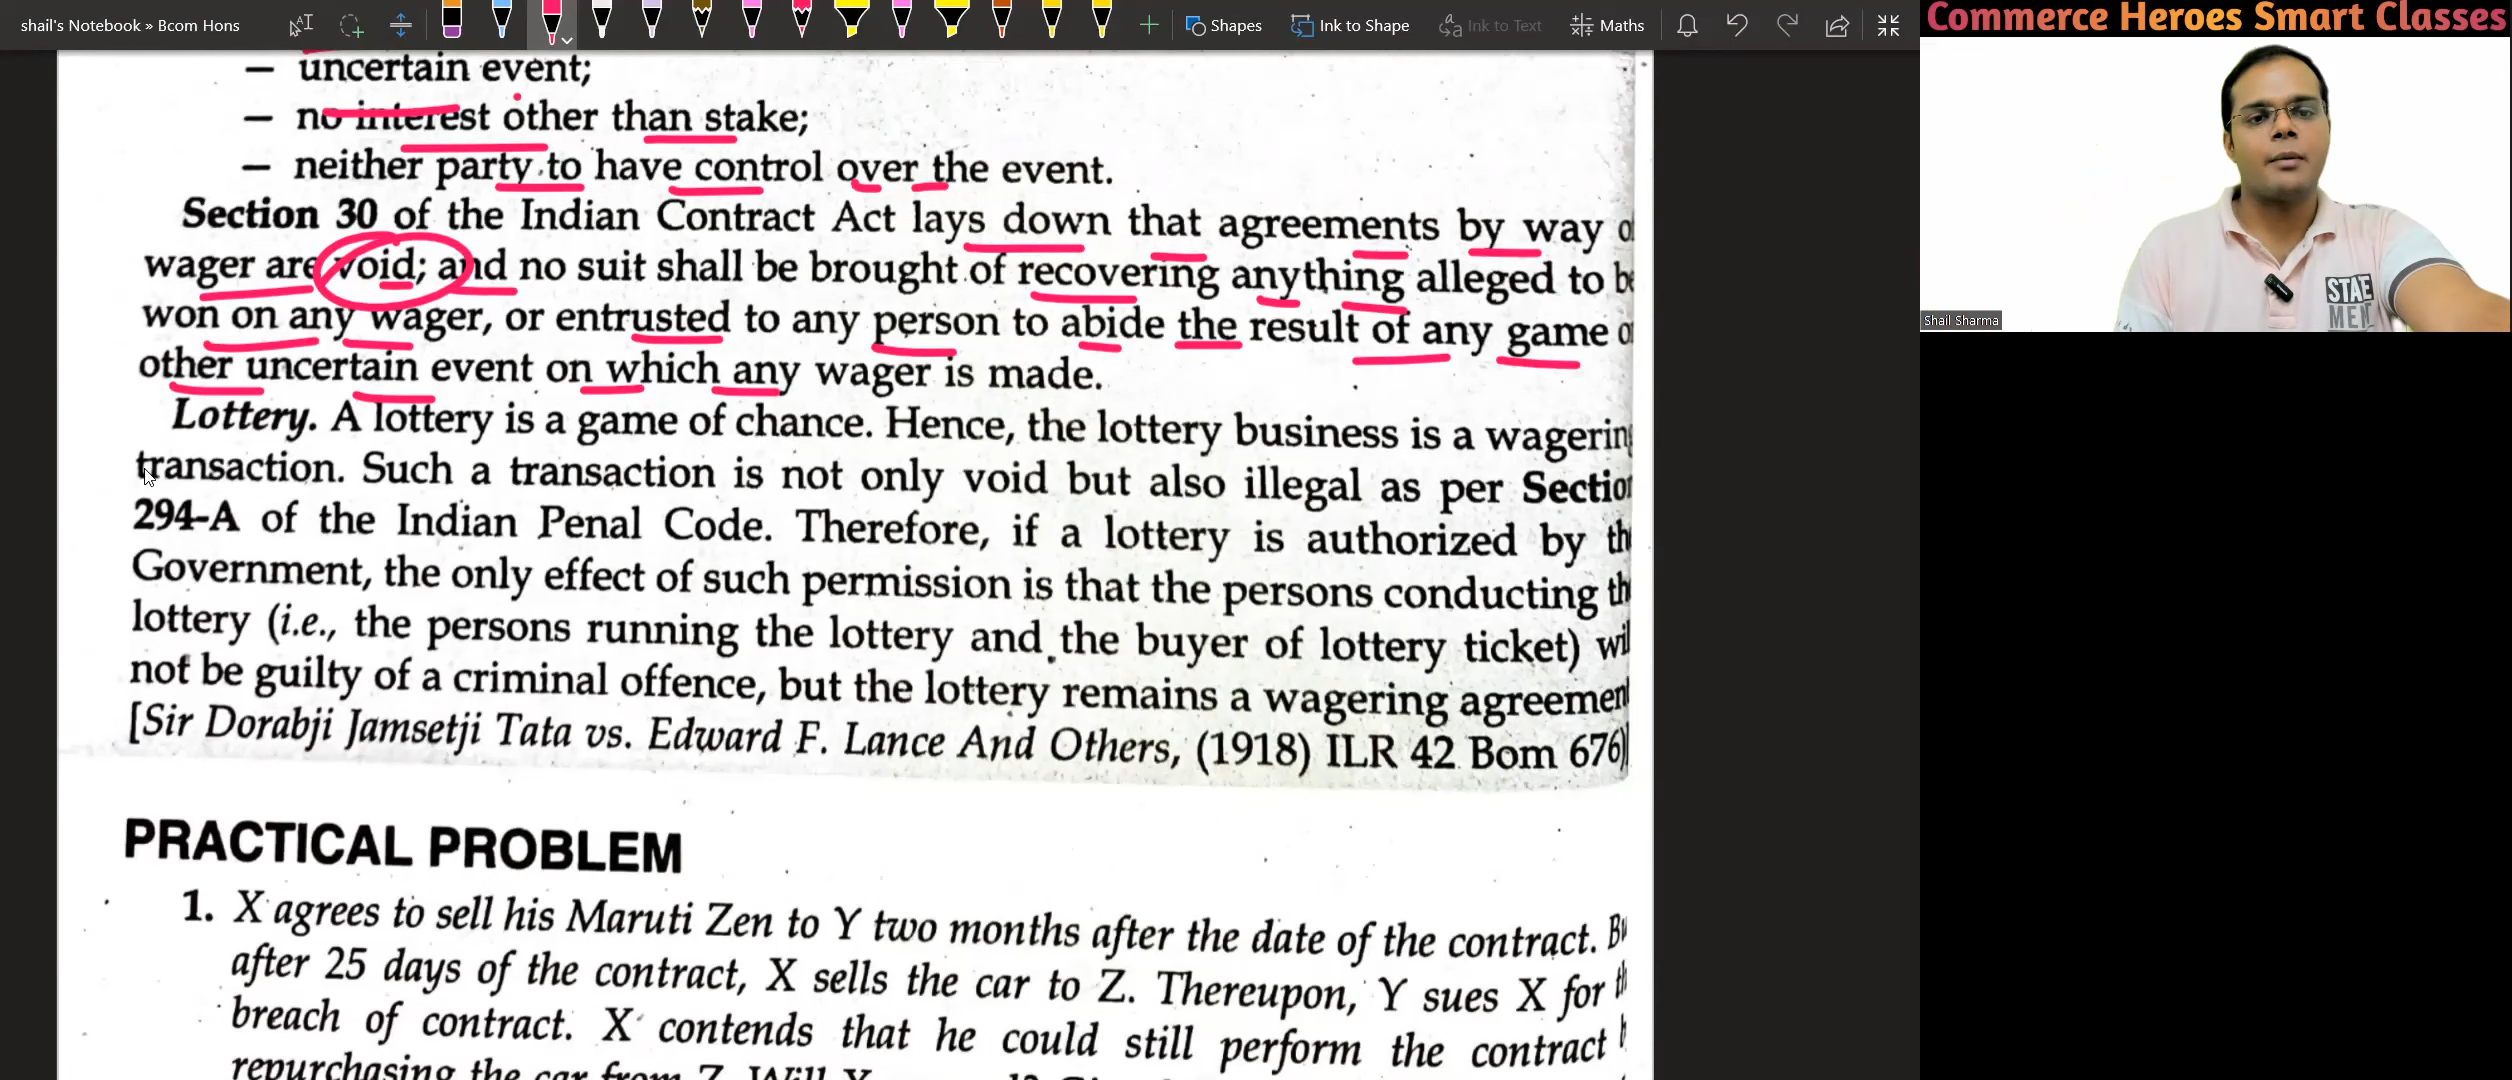 shail's Notebook » Bcom Hons
Shapes
Ink to Shape
Ink to Text
Maths
Commerce Heroes Smart Classes
— uncertain event;
— no interest other than stake;
— neither party to have control over the event.
Section 30 of the Indian Contract Act lays down that agreements by way o
wager are void; and no suit shall be brought of recovering anything alleged to be
won on any wager, or entrusted to any person to abide the result of any game o
other uncertain event on which any wager is made.
Lottery. A lottery is a game of chance. Hence, the lottery business is a wagering
transaction. Such a transaction is not only void but also illegal as per Section
294-A of the Indian Penal Code. Therefore, if a lottery is authorized by th
Government, the only effect of such permission is that the persons conducting th
lottery (i.e., the persons running the lottery and the buyer of lottery ticket) wil
not be guilty of a criminal offence, but the lottery remains a wagering agreement
[Sir Dorabji Jamsetji Tata vs. Edward F. Lance And Others, (1918) ILR 42 Bom 676)]
PRACTICAL PROBLEM
1. X agrees to sell his Maruti Zen to Y two months after the date of the contract. Bu
after 25 days of the contract, X sells the car to Z. Thereupon, Y sues X for th
breach of contract. X contends that he could still perform the contract b
repurchasing the car from Z. Will Y
STAE
MEN
Shail Sharma